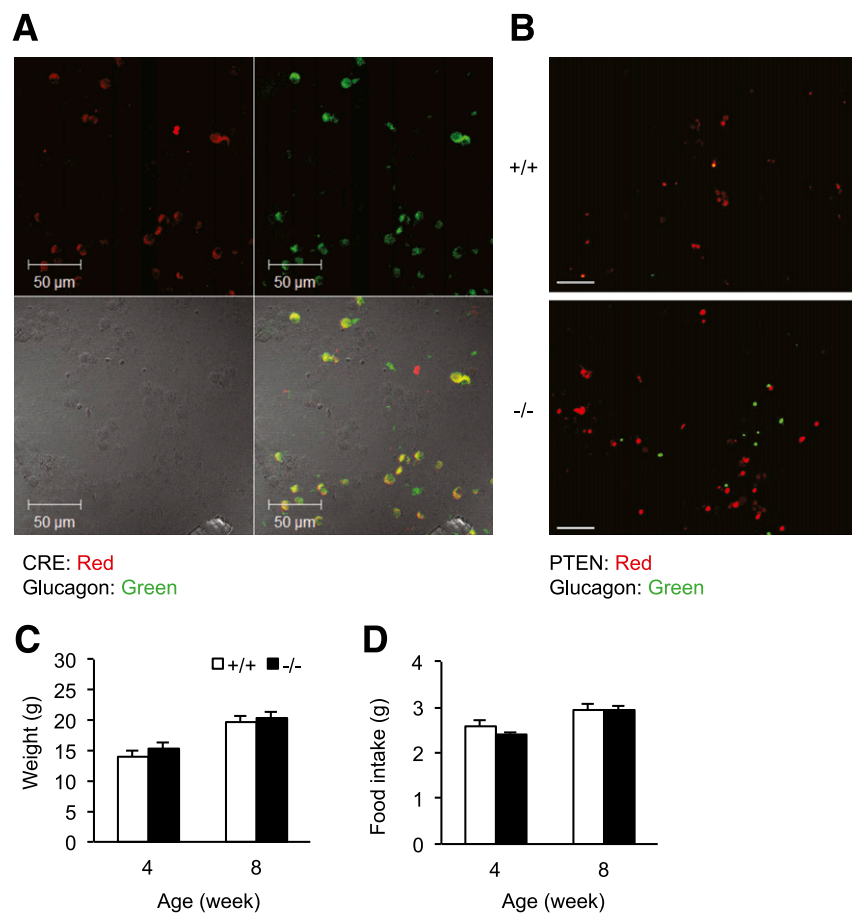 A
B
+/+
50 μm
50 μm
50 μm
50 μm
-/-
CRE: Red
Glucagon: Green
PTEN: Red
Glucagon: Green
C
D
30
25
20
15
10
5
0
Weight (g)
+/+ -/-
4 8
Age (week)
4
3
2
1
0
Food intake (g)
4 8
Age (week)